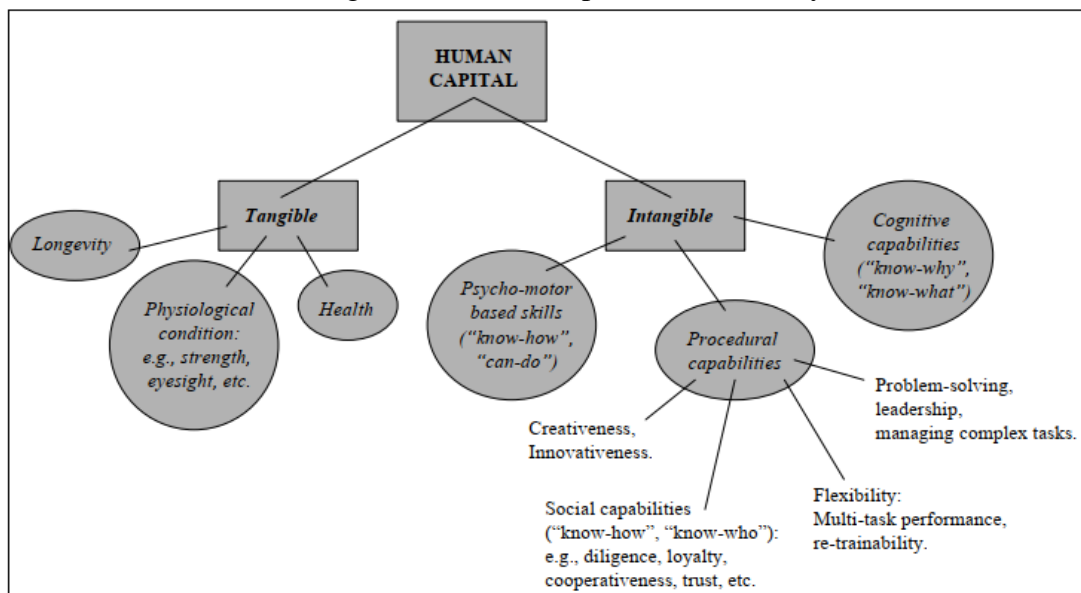 HUMAN
CAPITAL
Tangible
Intangible
Longevity
Physiological
condition:
e.g., strength,
eyesight, etc.
Health
Psycho-motor
based skills
(“know-how”,
“can-do”)
Cognitive
capabilities
(“know-why”,
“know-what”)
Procedural
capabilities
Creativeness,
Innovativeness.
Social capabilities
(“know-how”, “know-who”):
e.g., diligence, loyalty,
cooperativeness, trust, etc.
Flexibility:
Multi-task performance,
re-trainability.
Problem-solving,
leadership,
managing complex tasks.